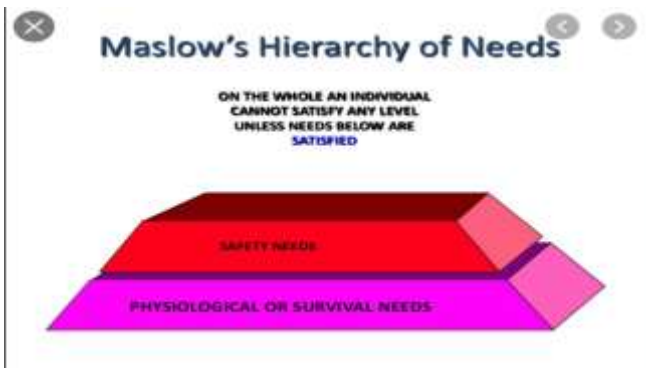 Maslow's Hierarchy of Needs
ON THE WHOLE AN INDIVIDUAL
CANNOT SATISFY ANY LEVEL
UNLESS NEEDS BELOW ARE
SATISFIED
SAFETY NEEDS
PHYSIOLOGICAL OR SURVIVAL NEEDS